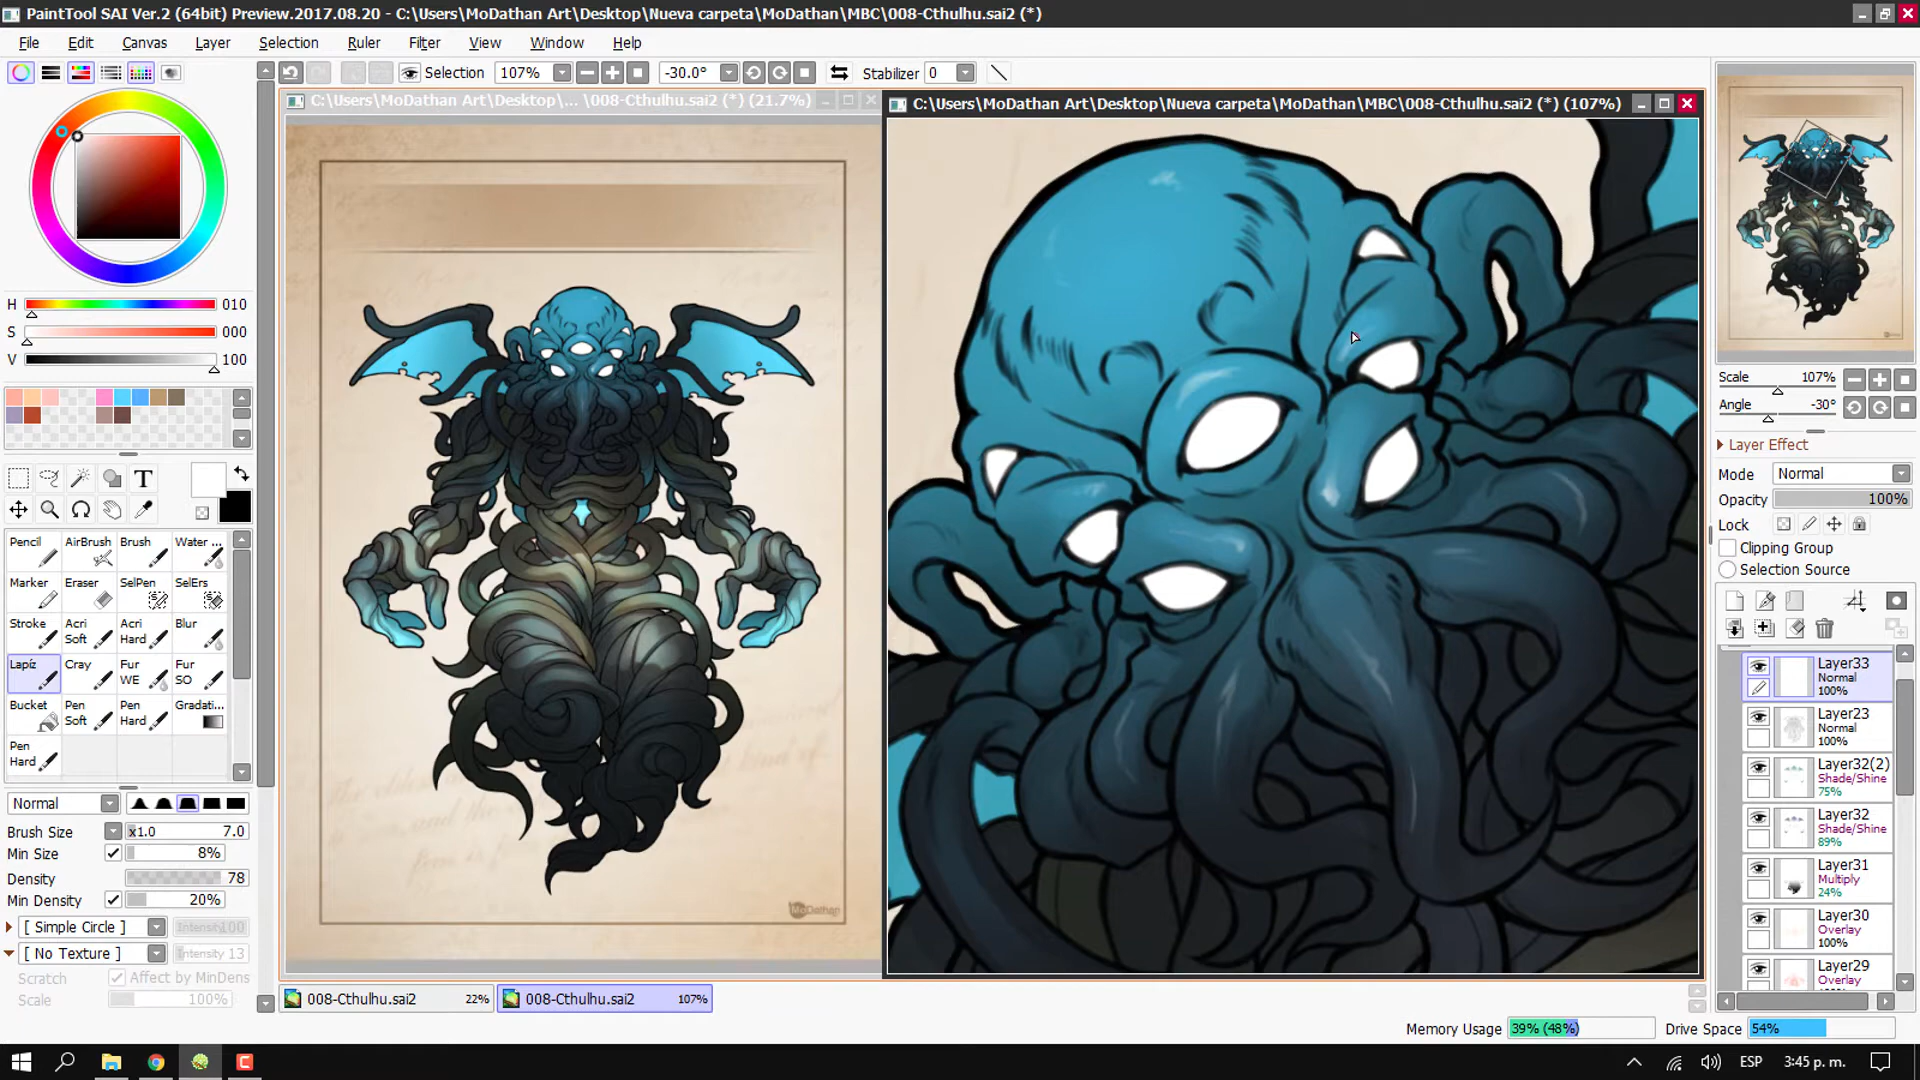 PaintTool SAI Ver.2 (64bit) Preview.2017.08.20 - C:\Users\MoDathan Art\Desktop\Nueva carpeta\MoDathan\MBC\008-Cthulhu.sai2 (*)
File Edit Canvas Layer Selection Ruler Filter View Window Help
Selection 107% -30.0° Stabilizer 0
C:\Users\MoDathan Art\Desktop\... \008-Cthulhu.sai2 (*) (21.7%)
C:\Users\MoDathan Art\Desktop\Nueva carpeta\MoDathan\MBC\008-Cthulhu.sai2 (*) (107%)
H 010
S 000
V 100
T
Pencil AirBrush Brush Water ...
Marker Eraser SelPen SelErs
Stroke Acri Soft Acri Hard Blur
Lapíz Cray Fur WE Fur SO
Bucket Pen Soft Pen Hard Gradati...
Pen Hard
Normal
Brush Size x1.0 7.0
Min Size 8%
Density 78
Min Density 20%
[ Simple Circle ] Intensity 100
[ No Texture ] Intensity 13
Scratch Affect by MinDens
Scale 100%
MoDathan
008-Cthulhu.sai2 22%
008-Cthulhu.sai2 107%
Scale 107%
Angle -30°
Layer Effect
Mode Normal
Opacity 100%
Lock
Clipping Group
Selection Source
Layer33
Normal
100%
Layer23
Normal
100%
Layer32(2)
Shade/Shine
75%
Layer32
Shade/Shine
89%
Layer31
Multiply
24%
Layer30
Overlay
100%
Layer29
Overlay
Memory Usage 39% (48%) Drive Space 54%
ESP 3:45 p. m.